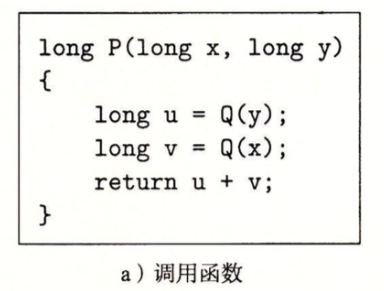 long P(long x, long y)
{
    long u = Q(y);
    long v = Q(x);
    return u + v;
}
a）调用函数